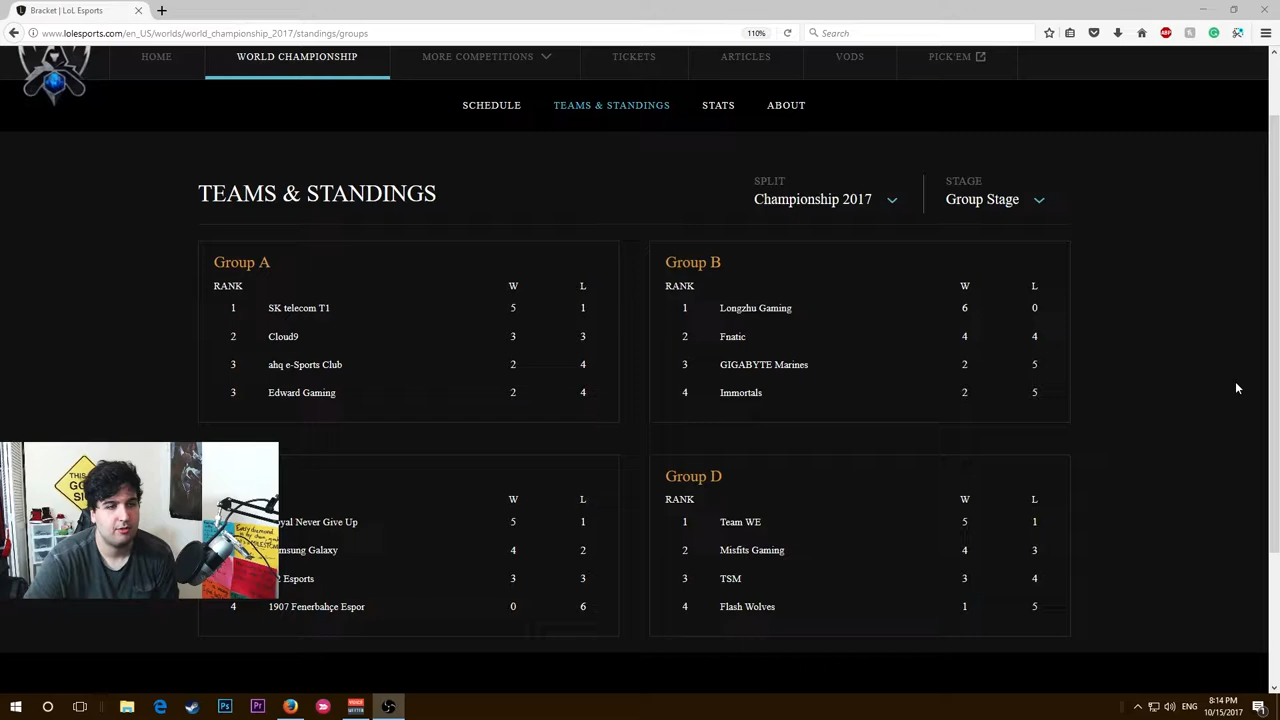 Bracket | LoL Esports
www.lolesports.com/en_US/worlds/world_championship_2017/standings/groups
110%
Search
ABP
HOME
WORLD CHAMPIONSHIP
MORE COMPETITIONS
TICKETS
ARTICLES
VODS
PICK'EM
SCHEDULE
TEAMS & STANDINGS
STATS
ABOUT
TEAMS & STANDINGS
SPLIT
Championship 2017
STAGE
Group Stage
Group A
RANK W L
1 SK telecom T1 5 1
2 Cloud9 3 3
3 ahq e-Sports Club 2 4
3 Edward Gaming 2 4
Group B
RANK W L
1 Longzhu Gaming 6 0
2 Fnatic 4 4
3 GIGABYTE Marines 2 5
4 Immortals 2 5
W L
yal Never Give Up 5 1
msung Galaxy 4 2
2 Esports 3 3
4 1907 Fenerbahçe Espor 0 6
Group D
RANK W L
1 Team WE 5 1
2 Misfits Gaming 4 3
3 TSM 3 4
4 Flash Wolves 1 5
THIS
Ps
Pr
ENG
8:14 PM
10/15/2017